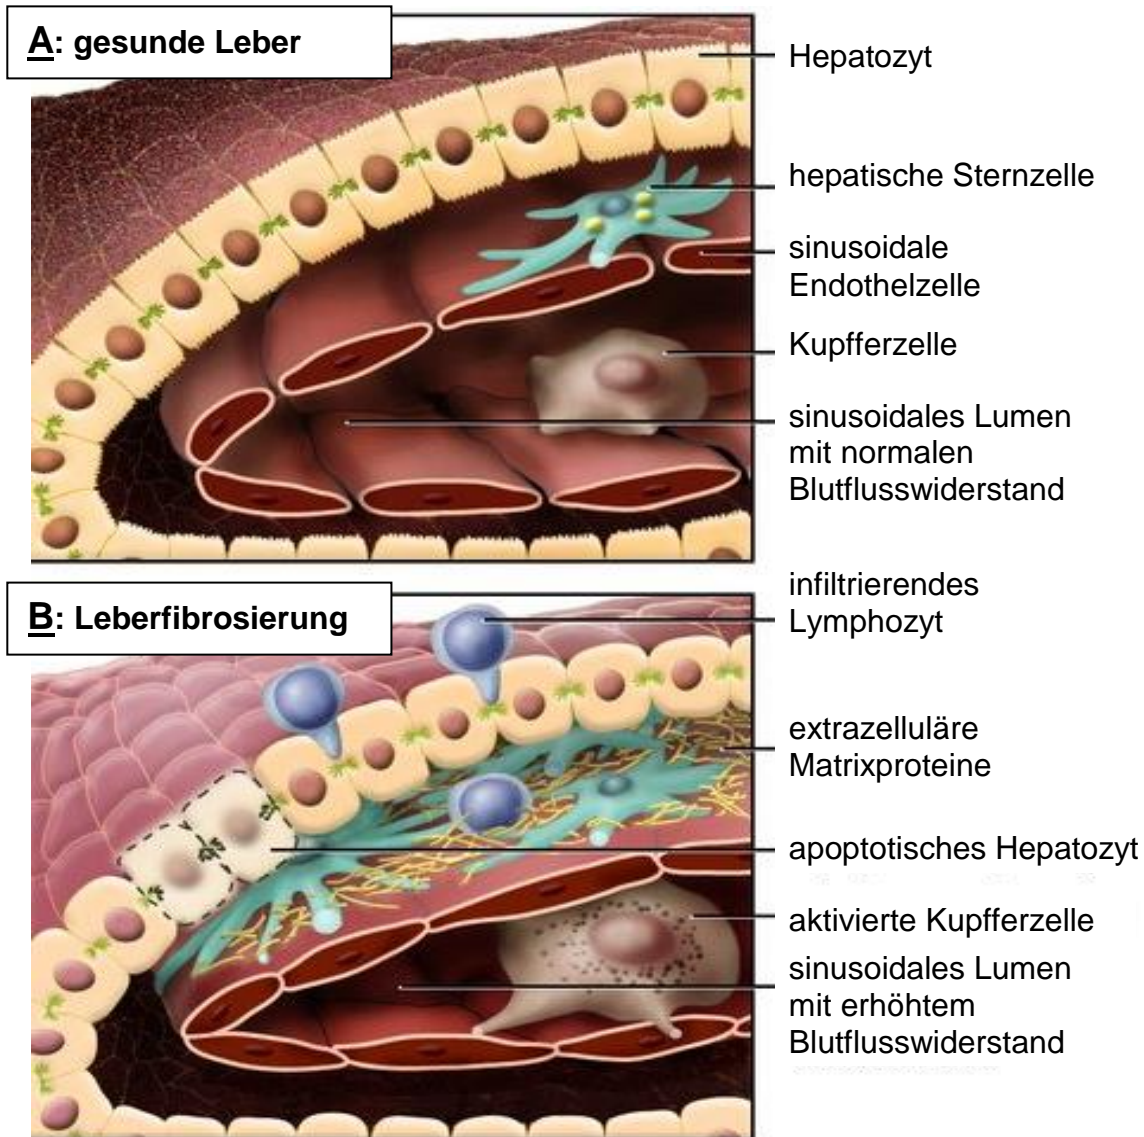 A: gesunde Leber
Hepatozyt
hepatische Sternzelle
sinusoidale
Endothelzelle
Kupfferzelle
sinusoidales Lumen
mit normalen
Blutflusswiderstand
B: Leberfibrosierung
infiltrierendes
Lymphozyt
extrazelluläre
Matrixproteine
apoptotisches Hepatozyt
aktivierte Kupfferzelle
sinusoidales Lumen
mit erhöhtem
Blutflusswiderstand